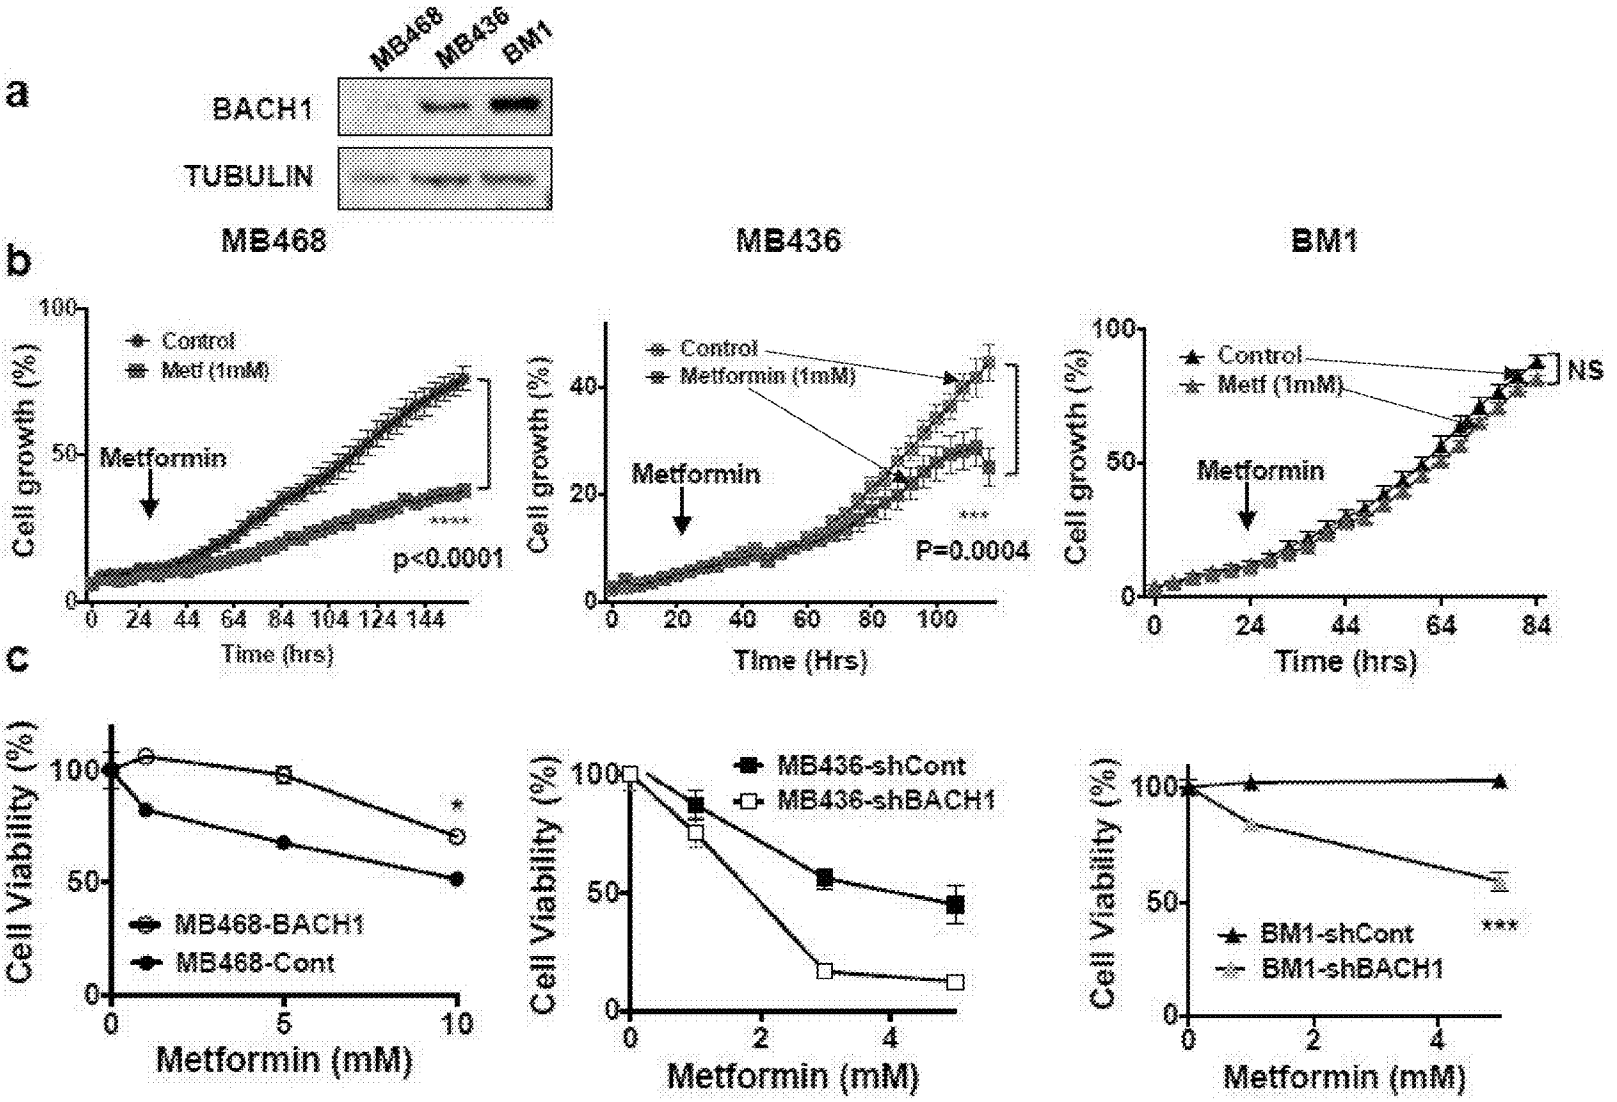 a
MB468 MB436 BM1
BACH1
TUBULIN
b
MB468 MB436 BM1
Cell growth (%)
100
50
0
Control
Metf (1mM)
Metformin
****
p<0.0001
0 24 44 64 84 104 124 144
Time (hrs)
Cell growth (%)
40
20
0
Control
Metformin (1mM)
Metformin
***
P=0.0004
0 20 40 60 80 100
Time (Hrs)
Cell growth (%)
100
50
0
Control
Metf (1mM)
NS
Metformin
0 24 44 64 84
Time (hrs)
c
Cell Viability (%)
100
50
0
*
MB468-BACH1
MB468-Cont
0 5 10
Metformin (mM)
Cell Viability (%)
100
50
0
MB436-shCont
MB436-shBACH1
0 2 4
Metformin (mM)
Cell Viability (%)
100
50
0
***
BM1-shCont
BM1-shBACH1
0 2 4
Metformin (mM)